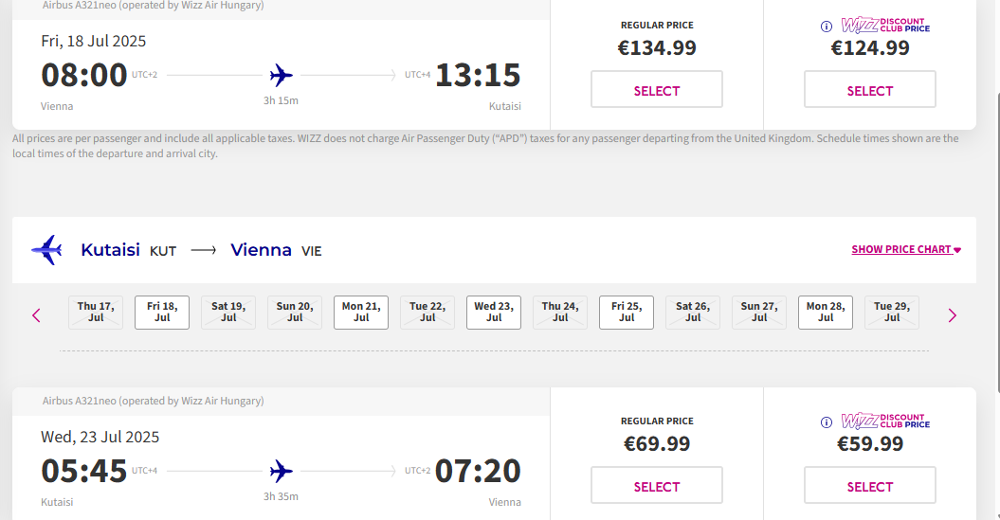 Airbus A321neo (operated by Wizz Air Hungary)
Fri, 18 Jul 2025
08:00 UTC+2 UTC+4 13:15
3h 15m
Vienna Kutaisi
REGULAR PRICE
€134.99
SELECT
WIZZ DISCOUNT CLUB PRICE
€124.99
SELECT
All prices are per passenger and include all applicable taxes. WIZZ does not charge Air Passenger Duty (“APD”) taxes for any passenger departing from the United Kingdom. Schedule times shown are the
local times of the departure and arrival city.
Kutaisi KUT Vienna VIE
SHOW PRICE CHART
Thu 17, Jul
Fri 18, Jul
Sat 19, Jul
Sun 20, Jul
Mon 21, Jul
Tue 22, Jul
Wed 23, Jul
Thu 24, Jul
Fri 25, Jul
Sat 26, Jul
Sun 27, Jul
Mon 28, Jul
Tue 29, Jul
Airbus A321neo (operated by Wizz Air Hungary)
Wed, 23 Jul 2025
05:45 UTC+4 UTC+2 07:20
3h 35m
Kutaisi Vienna
REGULAR PRICE
€69.99
SELECT
WIZZ DISCOUNT CLUB PRICE
€59.99
SELECT